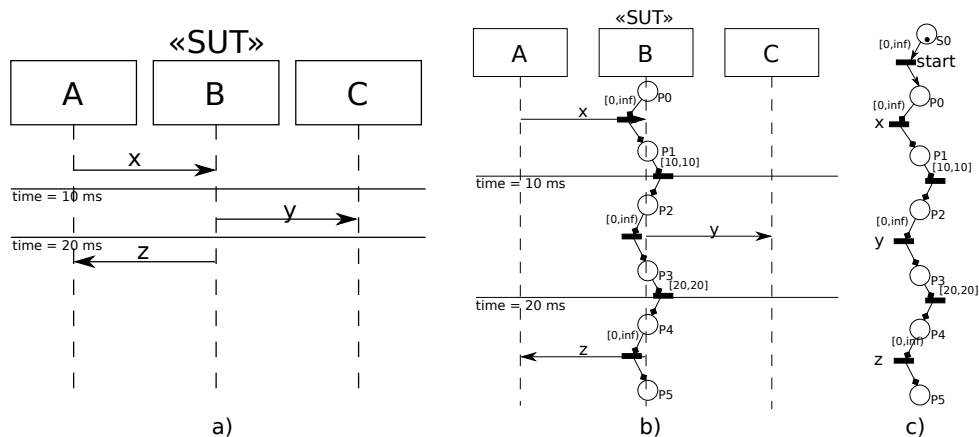 «SUT»
A B C
x
time = 10 ms
y
time = 20 ms
z
a)
«SUT»
A B C
P0
[0,inf)
x
P1
[10,10]
time = 10 ms
P2
[0,inf)
y
P3
[20,20]
time = 20 ms
P4
[0,inf)
z
P5
b)
S0
[0,inf)
start
P0
[0,inf)
x
P1
[10,10]
P2
[0,inf)
y
P3
[20,20]
P4
[0,inf)
z
P5
c)